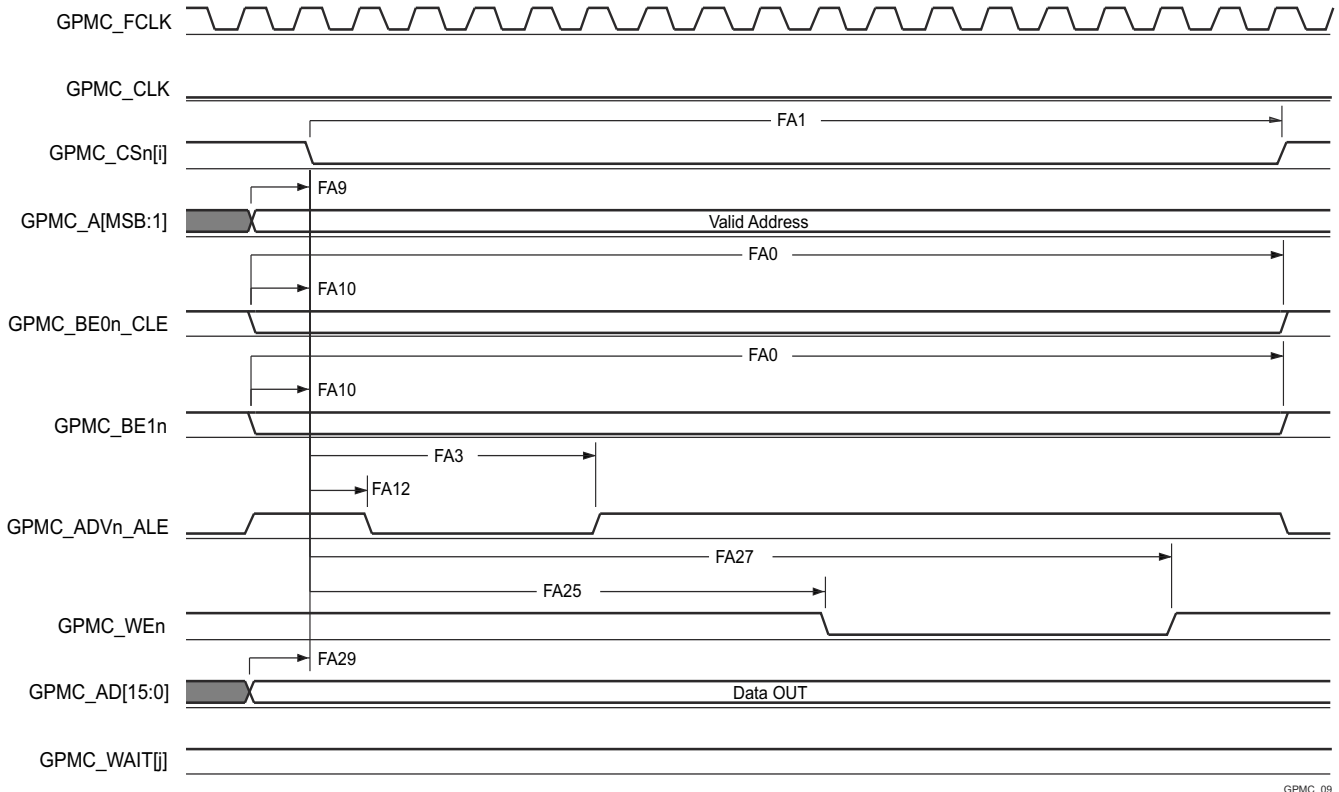 GPMC_FCLK
GPMC_CLK
FA1
GPMC_CSn[i]
FA9
GPMC_A[MSB:1]
Valid Address
FA0
FA10
GPMC_BE0n_CLE
FA0
FA10
GPMC_BE1n
FA3
FA12
GPMC_ADVn_ALE
FA27
FA25
GPMC_WEn
FA29
GPMC_AD[15:0]
Data OUT
GPMC_WAIT[j]
GPMC_09